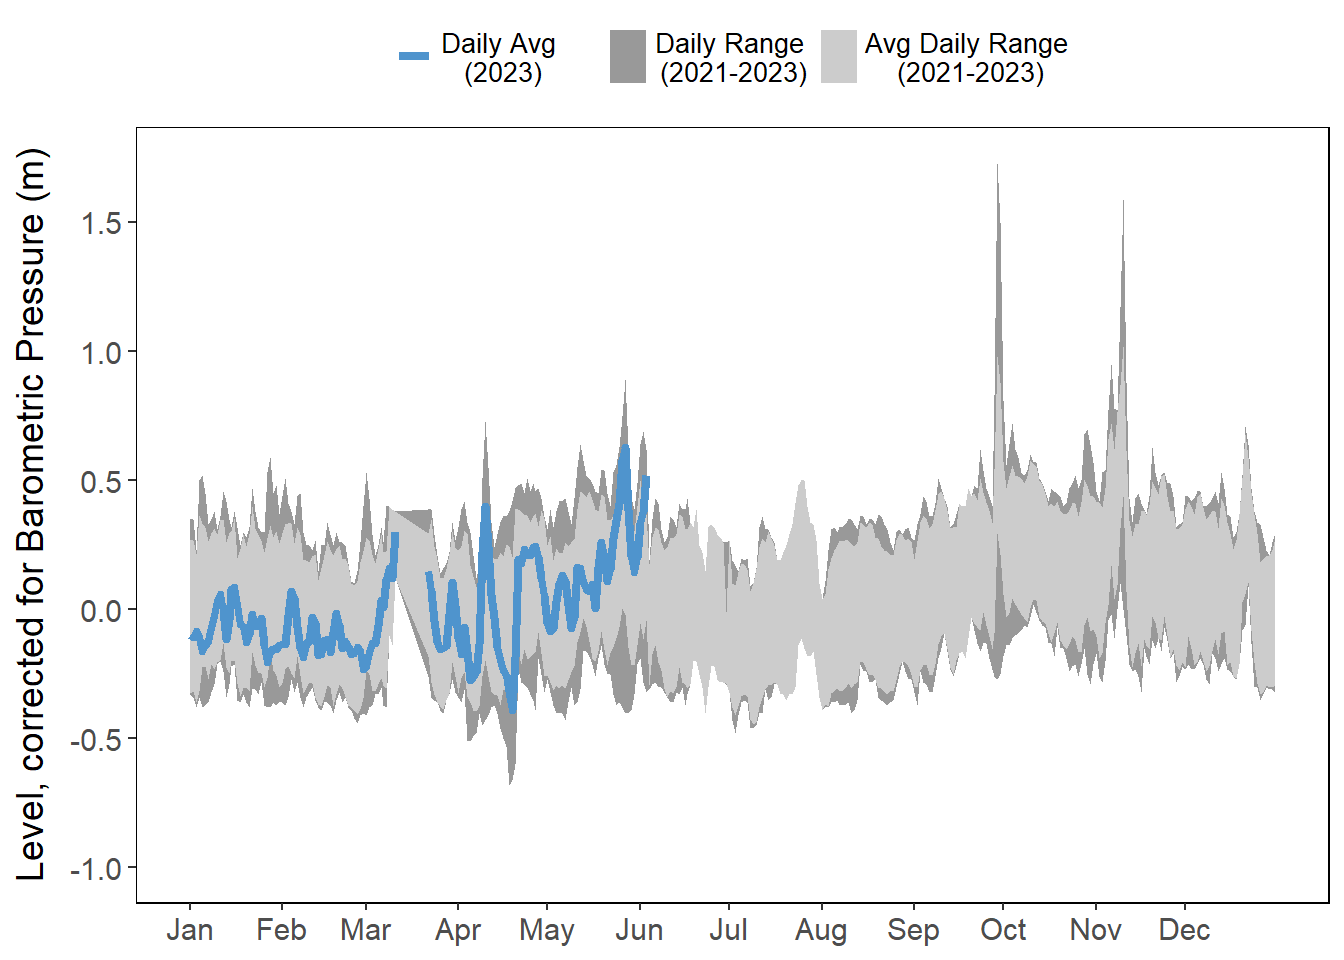 Daily Avg
(2023)
Daily Range
(2021-2023)
Avg Daily Range
(2021-2023)
Level, corrected for Barometric Pressure (m)
1.5
1.0
0.5
0.0
-0.5
-1.0
Jan Feb Mar Apr May Jun Jul Aug Sep Oct Nov Dec